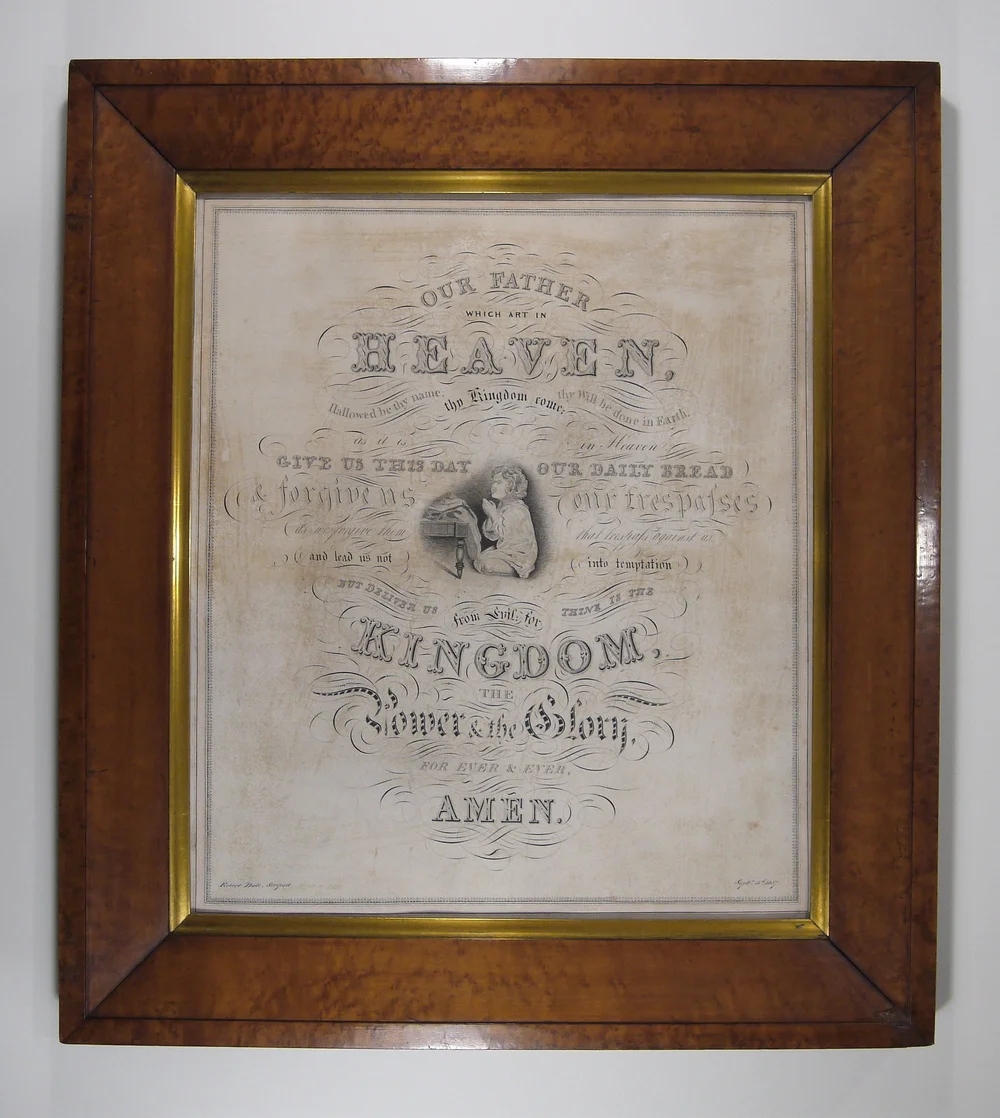 OUR FATHER
WHICH ART IN
HEAVEN,
Hallowed be thy name, thy Kingdom come, thy Will be done in Earth,
as it is in Heaven
GIVE US THIS DAY OUR DAILY BREAD
& forgive us our trespaſses
as we forgive them that trespaſs against us
and lead us not into temptation
BUT DELIVER US from Evil, for THINE IS THE
KINGDOM,
THE
Power & the Glory,
FOR EVER & EVER,
AMEN.